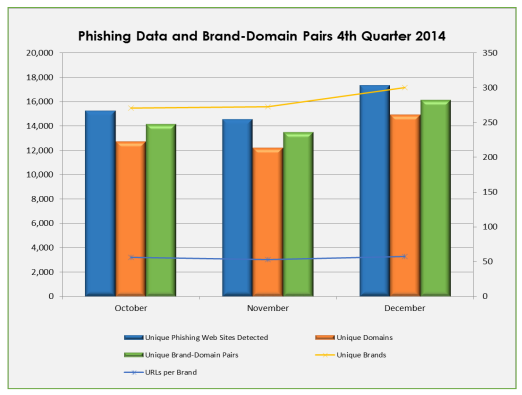 Phishing Data and Brand-Domain Pairs 4th Quarter 2014
20,000
18,000
16,000
14,000
12,000
10,000
8,000
6,000
4,000
2,000
0
350
300
250
200
150
100
50
0
October
November
December
Unique Phishing Web Sites Detected
Unique Domains
Unique Brand-Domain Pairs
Unique Brands
URLs per Brand